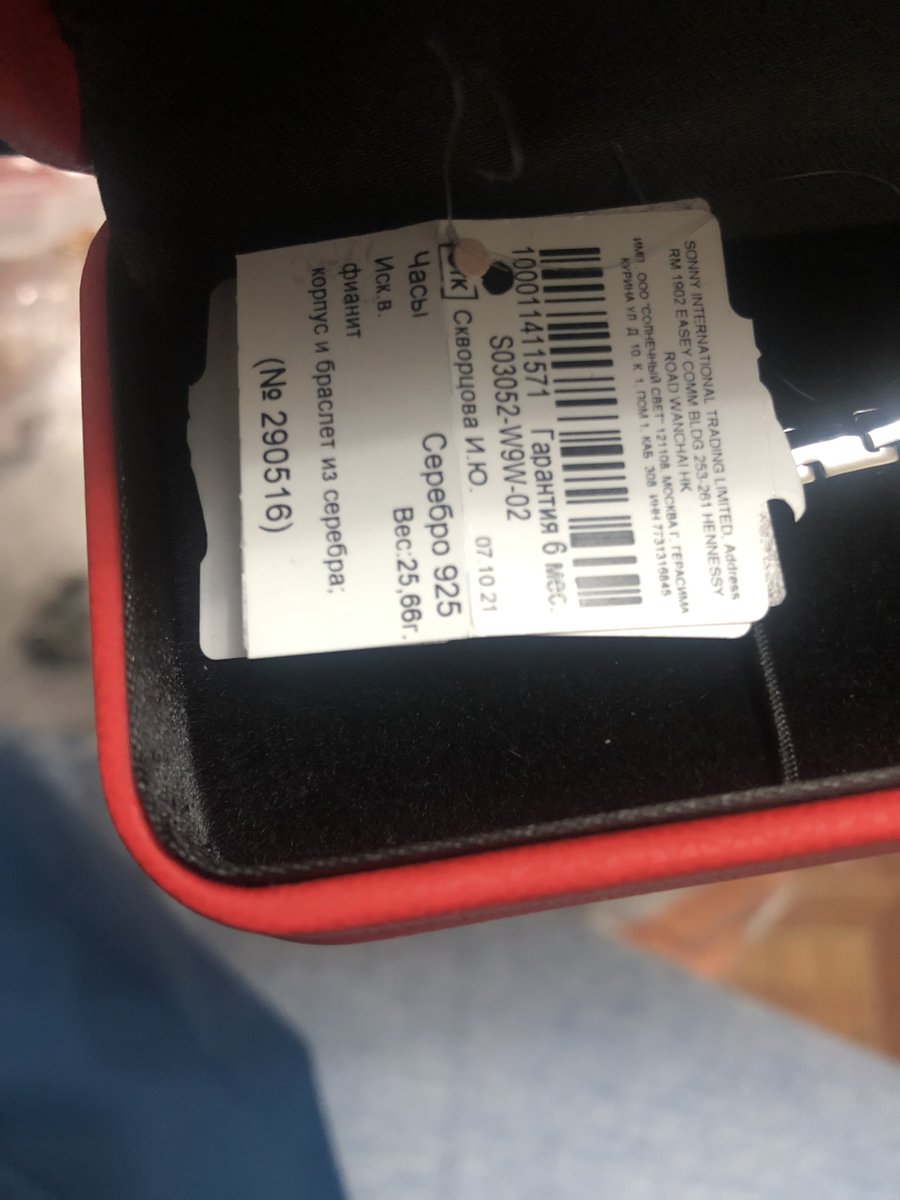 SONNY INTERNATIONAL TRADING LIMITED, Address
RM 1902 EASEY COMM BLDG 253-261 HENNESSY
ROAD WANCHAI HK
ИМП. ООО "СОЛНЕЧНЫЙ СВЕТ" 121108, МОСКВА Г, ГЕРАСИМА
КУРИНА УЛ, Д. 10, К. 1, ПОМ 1, КАБ. 308 ИНН 7731316845
S03052-W9W-02
100011411571 Гарантия 6 мес.
Скворцова И.Ю. 07.10.21
Часы Серебро 925
Иск.в. Вес:25,66г.
фианит
корпус и браслет из серебра;
(№ 290516)